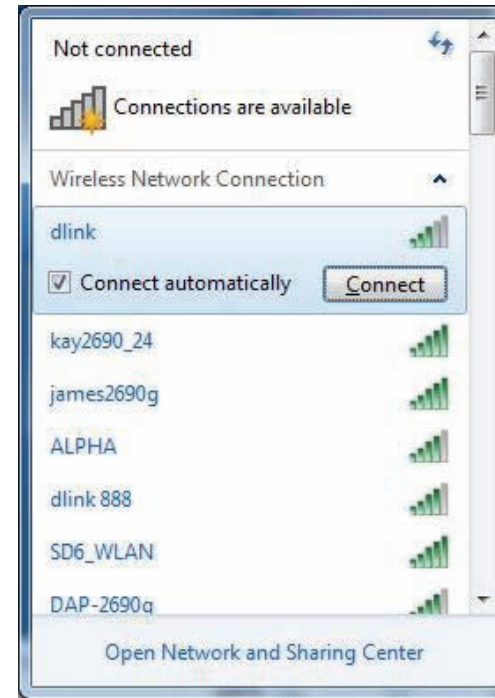 Not connected
Connections are available
Wireless Network Connection
dlink
Connect automatically Connect
kay2690_24
james2690g
ALPHA
dlink 888
SD6_WLAN
DAP-2690g
Open Network and Sharing Center